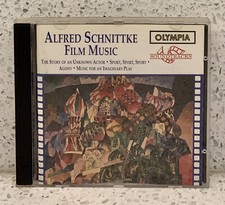 ALFRED SCHNITTKE
FILM MUSIC
THE STORY OF AN UNKNOWN ACTOR • SPORT, SPORT, SPORT •
AGONY • MUSIC FOR AN IMAGINARY PLAY
OLYMPIA
SOUNDTRACKS